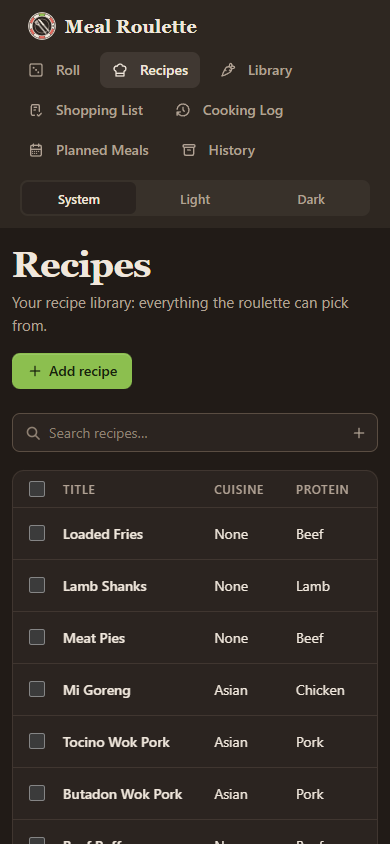 Meal Roulette
Roll Recipes Library
Shopping List Cooking Log
Planned Meals History
System Light Dark
Recipes
Your recipe library: everything the roulette can pick
from.
+ Add recipe
Search recipes... +
TITLE CUISINE PROTEIN
Loaded Fries None Beef
Lamb Shanks None Lamb
Meat Pies None Beef
Mi Goreng Asian Chicken
Tocino Wok Pork Asian Pork
Butadon Wok Pork Asian Pork